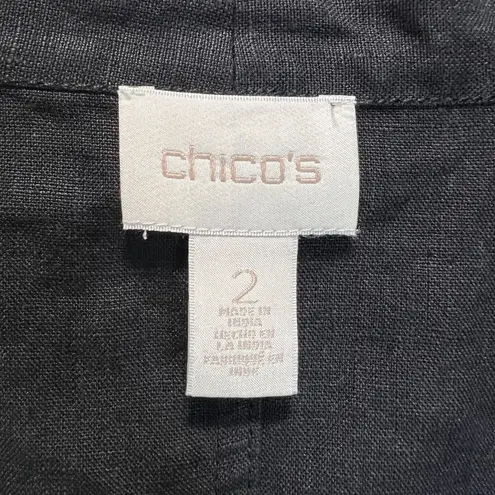 chico's
2
MADE IN
INDIA
HECHO EN
LA INDIA
FABRIQUÉ EN
INDE